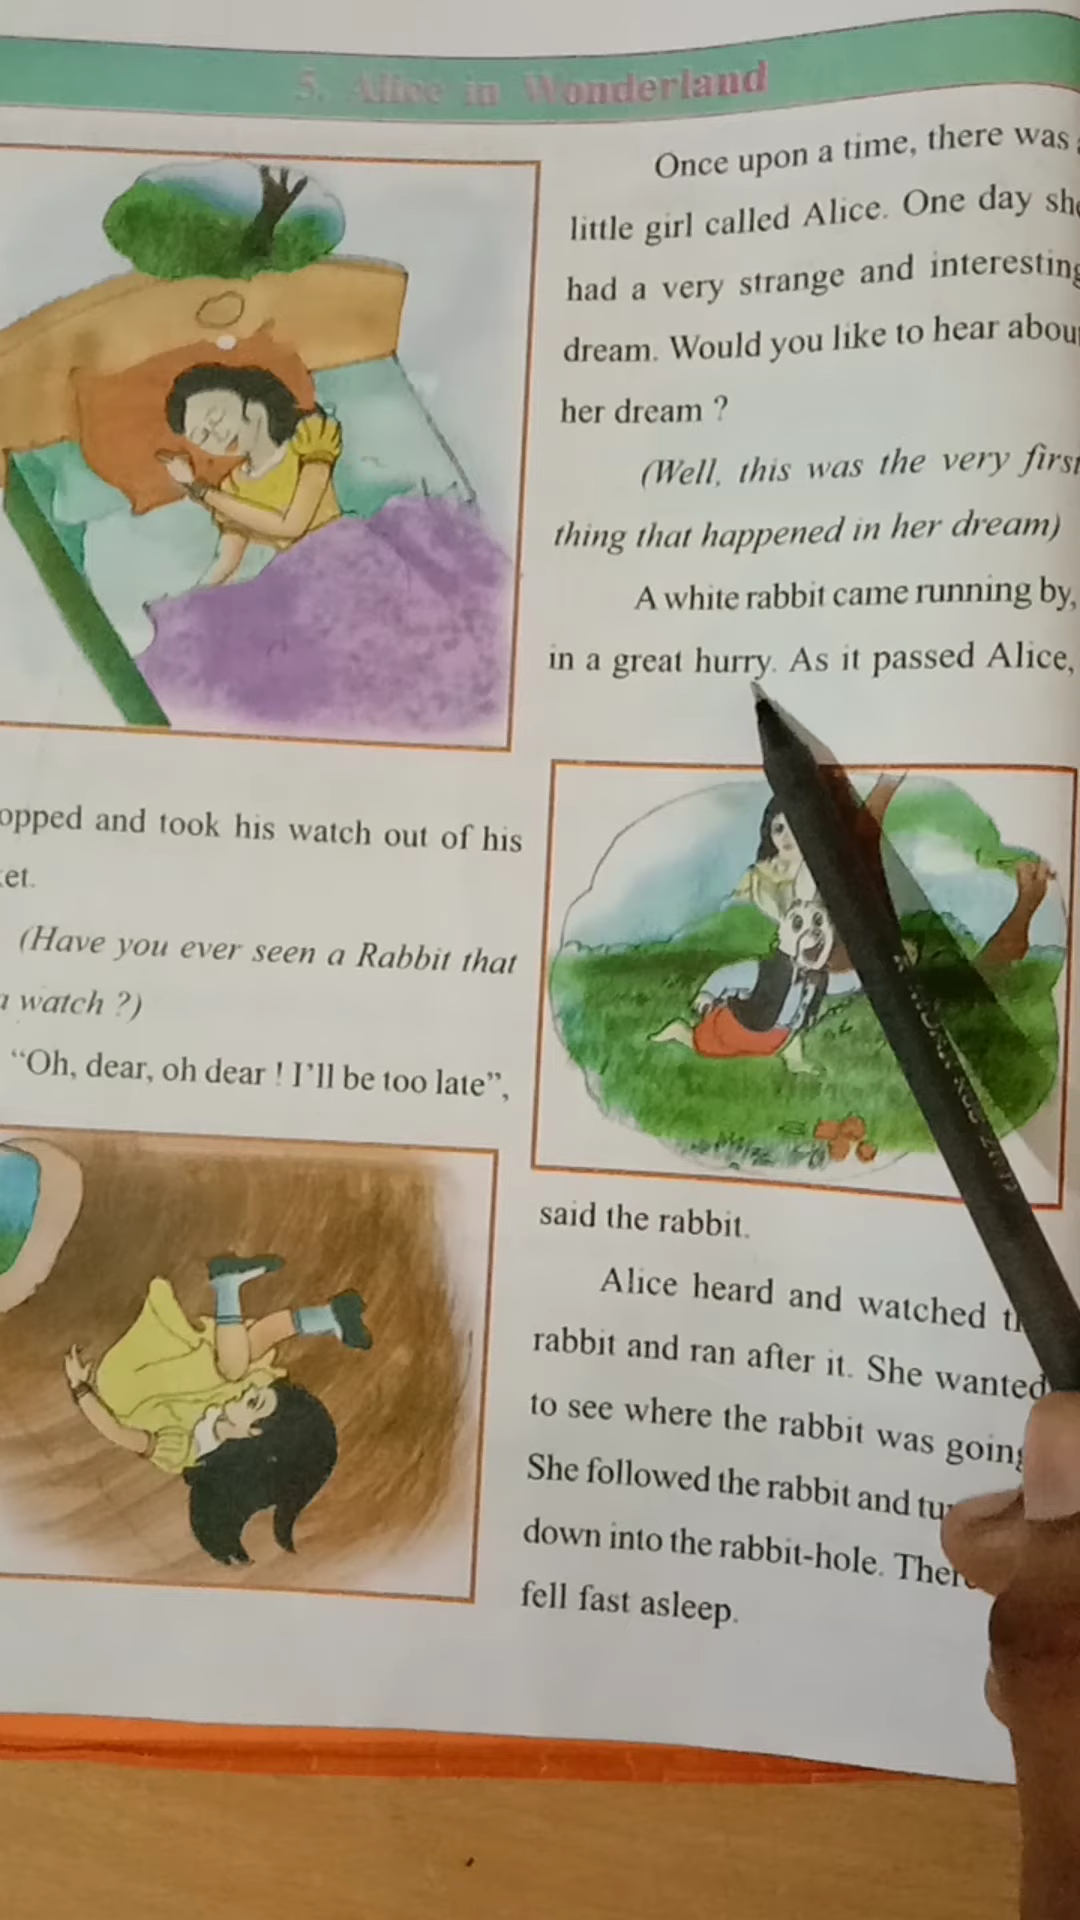 5. Alice in Wonderland
Once upon a time, there was
little girl called Alice. One day she
had a very strange and interesting
dream. Would you like to hear about
her dream ?
(Well, this was the very first
thing that happened in her dream)
A white rabbit came running by,
in a great hurry. As it passed Alice,
opped and took his watch out of his
et.
(Have you ever seen a Rabbit that
a watch ?)
“Oh, dear, oh dear ! I’ll be too late”,
said the rabbit.
Alice heard and watched
rabbit and ran after it. She wanted
to see where the rabbit was going
She followed the rabbit and
down into the rabbit-hole.
fell fast asleep.